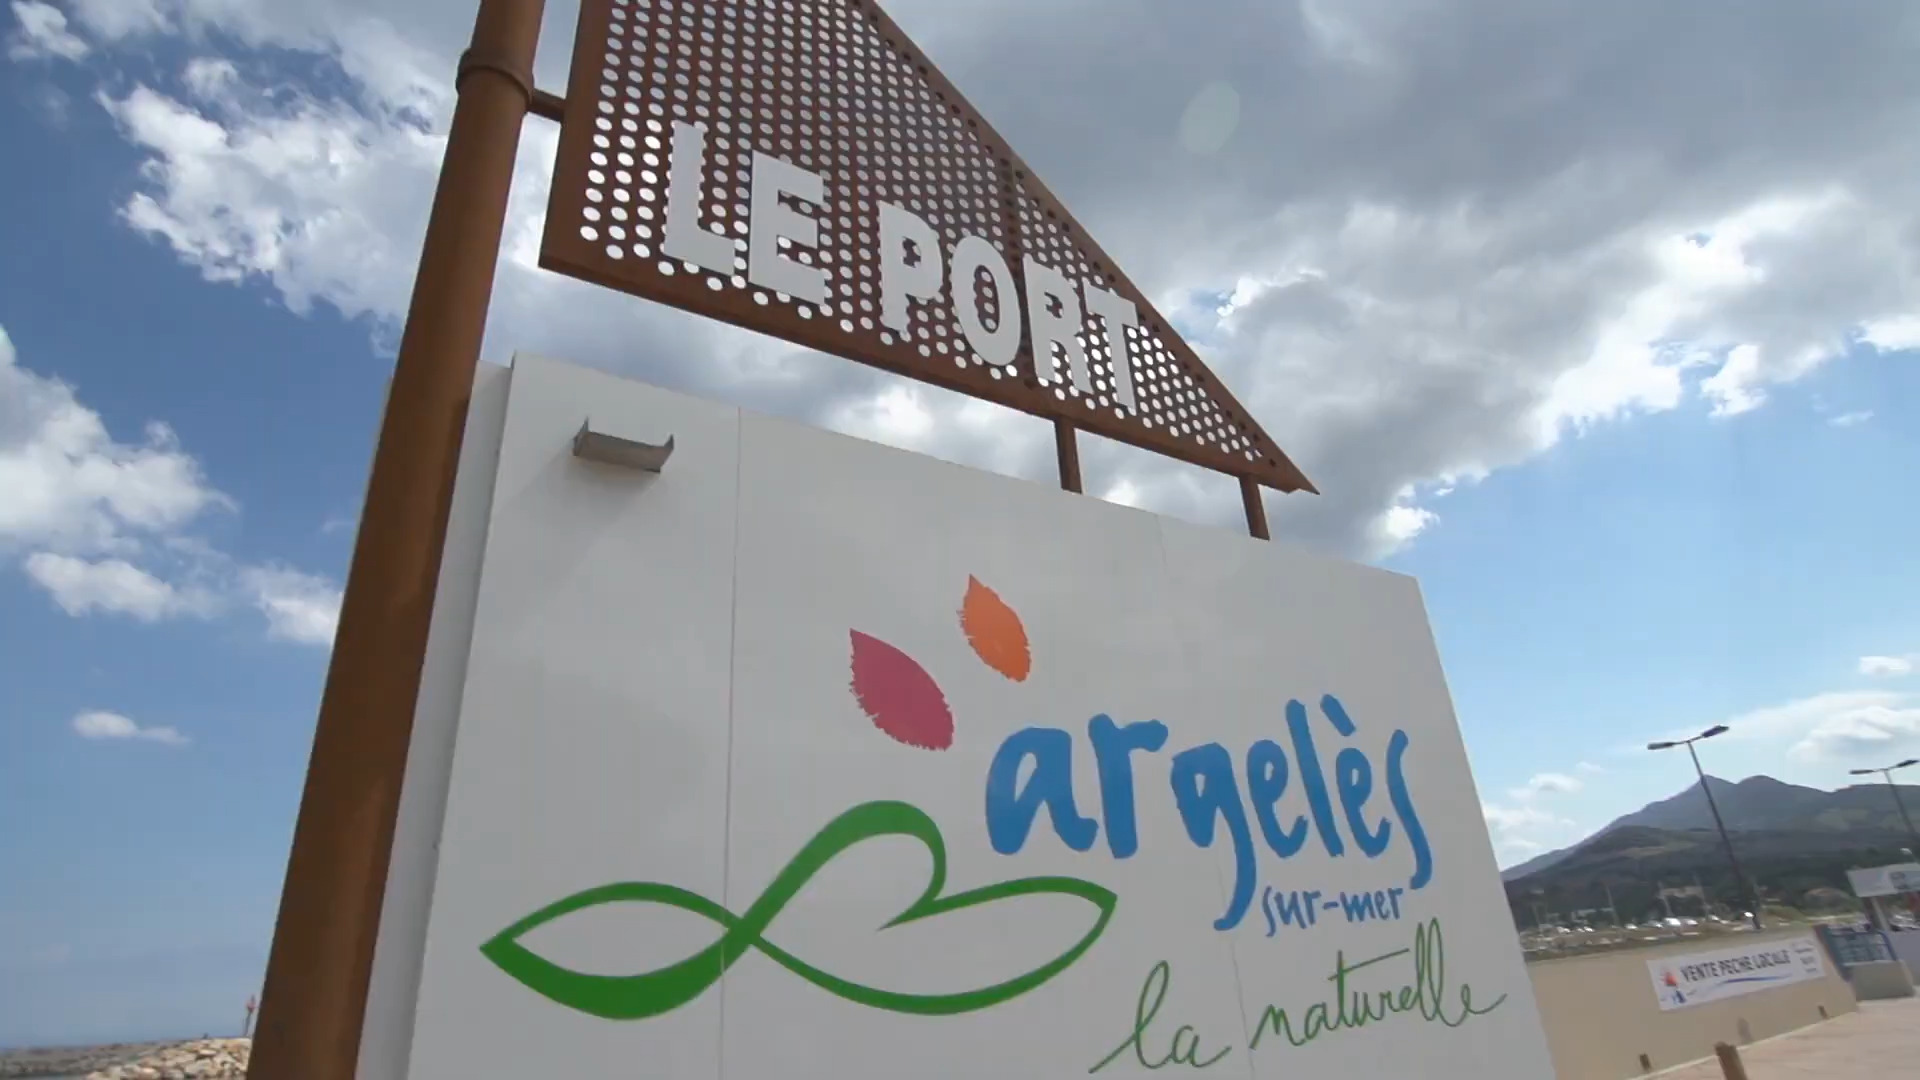 LE PORT
argelès
sur-mer
la naturelle
VENTE PECHE LOCALE